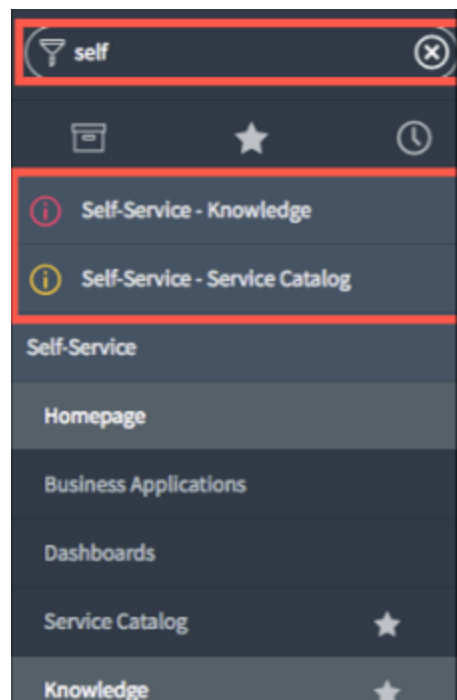 self
Self-Service - Knowledge
Self-Service - Service Catalog
Self-Service
Homepage
Business Applications
Dashboards
Service Catalog
Knowledge